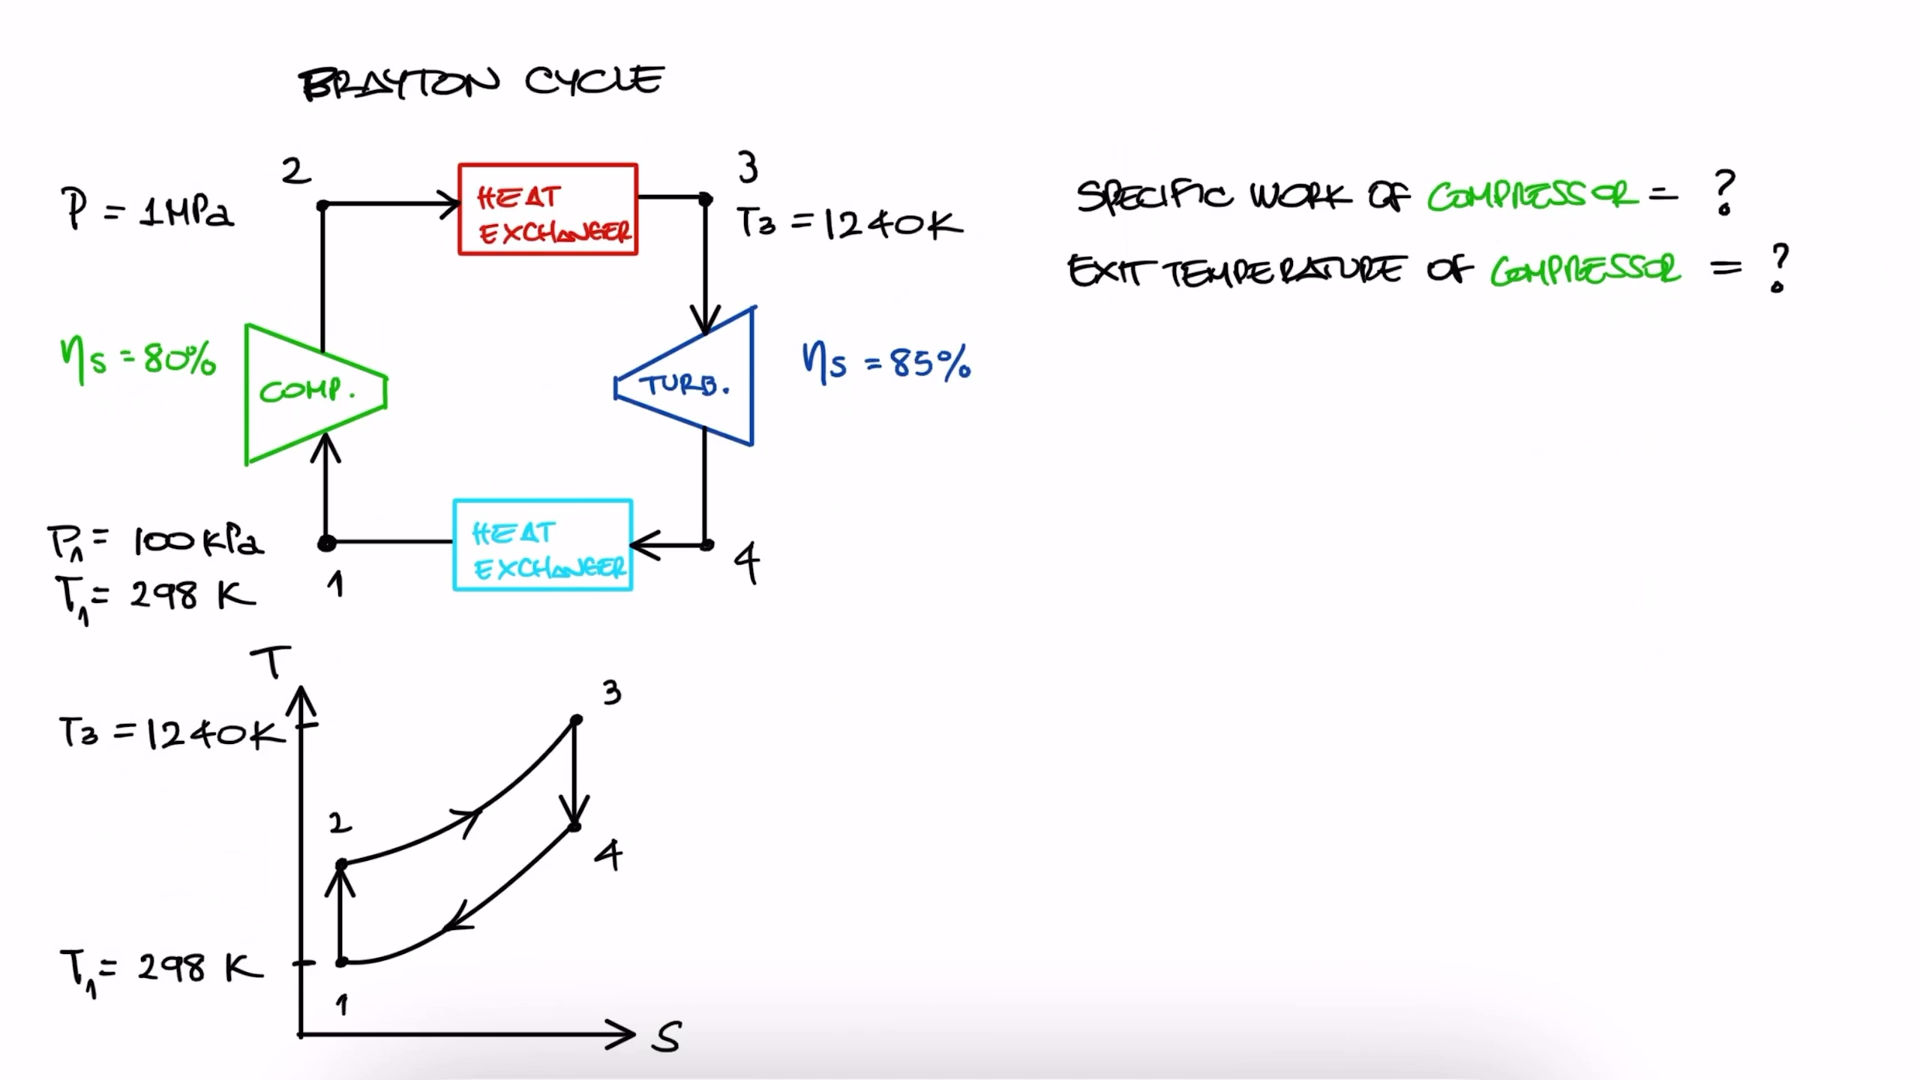 BRAYTON CYCLE
2
3
P = 1MPa
HEAT
EXCHANGER
T3 = 1240K
SPECIFIC WORK OF COMPRESSOR = ?
EXIT TEMPERATURE OF COMPRESSOR = ?
ηs = 80%
COMP.
TURB.
ηs = 85%
P1 = 100kPa
T1 = 298 K
1
HEAT
EXCHANGER
4
T
T3 = 1240K
3
2
4
T1 = 298 K
1
S